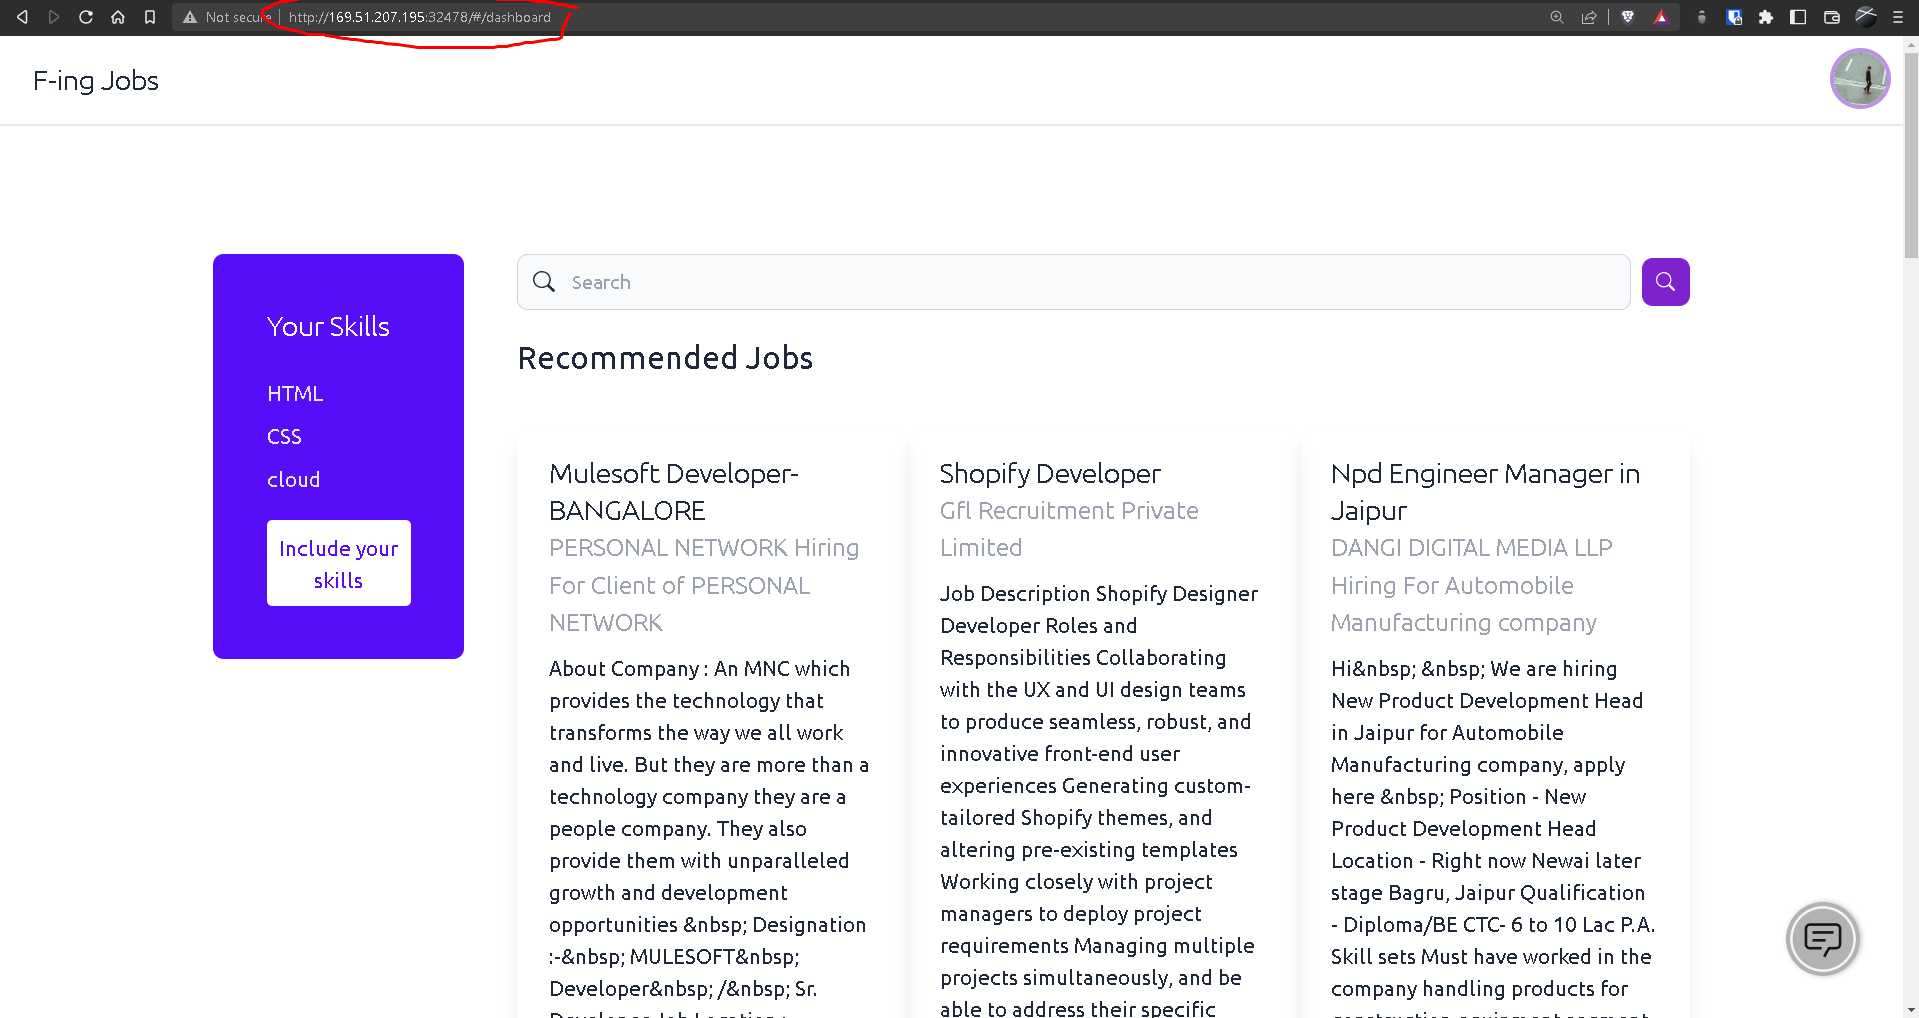 Not secure http://169.51.207.195:32478/#/dashboard
F-ing Jobs
Your Skills
HTML
CSS
cloud
Include your
skills
Search
Recommended Jobs
Mulesoft Developer-
BANGALORE
PERSONAL NETWORK Hiring
For Client of PERSONAL
NETWORK
About Company : An MNC which
provides the technology that
transforms the way we all work
and live. But they are more than a
technology company they are a
people company. They also
provide them with unparalleled
growth and development
opportunities &nbsp; Designation
:-&nbsp; MULESOFT&nbsp;
Developer&nbsp; /&nbsp; Sr.
Shopify Developer
Gfl Recruitment Private
Limited
Job Description Shopify Designer
Developer Roles and
Responsibilities Collaborating
with the UX and UI design teams
to produce seamless, robust, and
innovative front-end user
experiences Generating custom-
tailored Shopify themes, and
altering pre-existing templates
Working closely with project
managers to deploy project
requirements Managing multiple
projects simultaneously, and be
able to address their specific
Npd Engineer Manager in
Jaipur
DANGI DIGITAL MEDIA LLP
Hiring For Automobile
Manufacturing company
Hi&nbsp; &nbsp; We are hiring
New Product Development Head
in Jaipur for Automobile
Manufacturing company, apply
here &nbsp; Position - New
Product Development Head
Location - Right now Newai later
stage Bagru, Jaipur Qualification
- Diploma/BE CTC- 6 to 10 Lac P.A.
Skill sets Must have worked in the
company handling products for